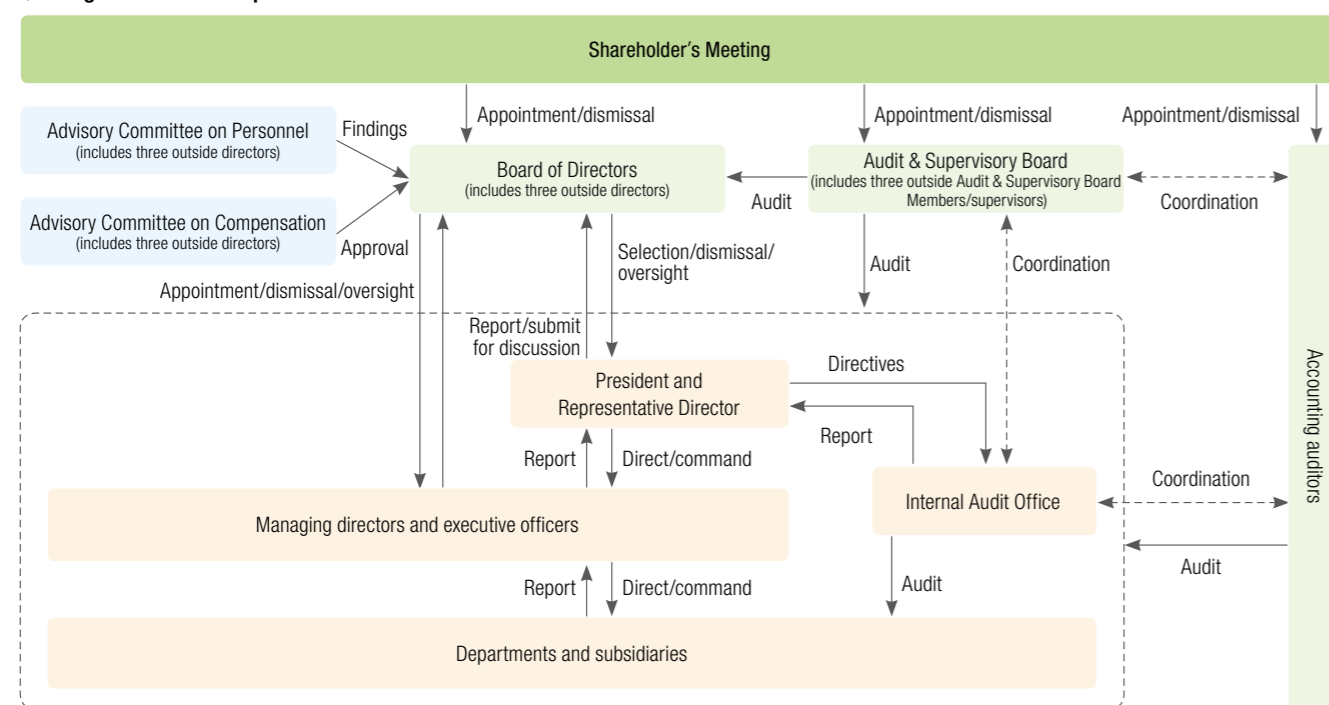 Shareholder's Meeting
Appointment/dismissal
Appointment/dismissal
Appointment/dismissal
Advisory Committee on Personnel
(includes three outside directors)
Findings
Board of Directors
(includes three outside directors)
Audit
Audit & Supervisory Board
(includes three outside Audit & Supervisory Board
Members/supervisors)
Coordination
Advisory Committee on Compensation
(includes three outside directors)
Approval
Appointment/dismissal/oversight
Selection/dismissal/
oversight
Audit
Coordination
Report/submit
for discussion
President and
Representative Director
Directives
Report
Report
Direct/command
Managing directors and executive officers
Internal Audit Office
Coordination
Accounting auditors
Audit
Report
Direct/command
Audit
Departments and subsidiaries